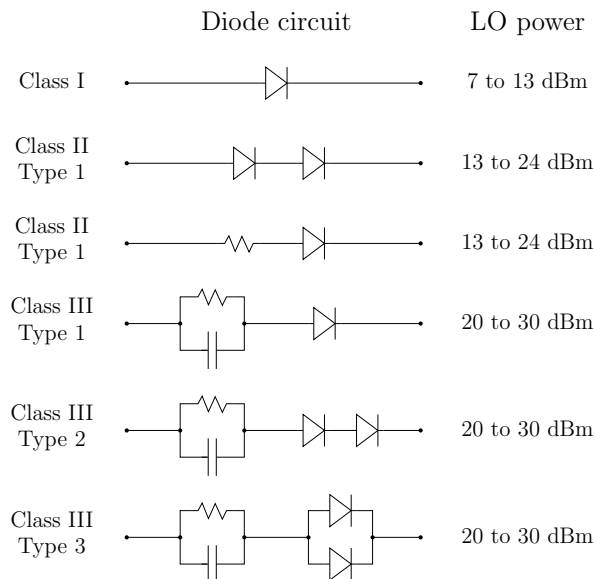 Diode circuit LO power
Class I 7 to 13 dBm
Class II
Type 1
13 to 24 dBm
Class II
Type 1
13 to 24 dBm
Class III
Type 1
20 to 30 dBm
Class III
Type 2
20 to 30 dBm
Class III
Type 3
20 to 30 dBm